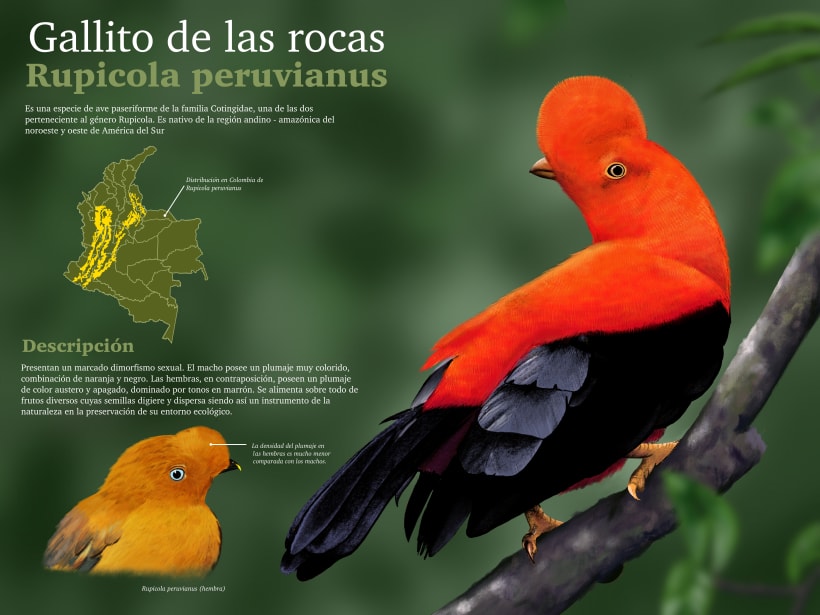 Gallito de las rocas
Rupicola peruvianus
Es una especie de ave paseriforme de la familia Cotingidae, una de las dos
perteneciente al género Rupicola. Es nativo de la región andino - amazónica del
noroeste y oeste de América del Sur
Distribución en Colombia de
Rupicola peruvianus
Descripción
Presentan un marcado dimorfismo sexual. El macho posee un plumaje muy colorido,
combinación de naranja y negro. Las hembras, en contraposición, poseen un plumaje
de color austero y apagado, dominado por tonos en marrón. Se alimenta sobre todo de
frutos diversos cuyas semillas digiere y dispersa siendo así un instrumento de la
naturaleza en la preservación de su entorno ecológico.
La densidad del plumaje en
las hembras es mucho menor
comparada con los machos.
Rupicola peruvianus (hembra)